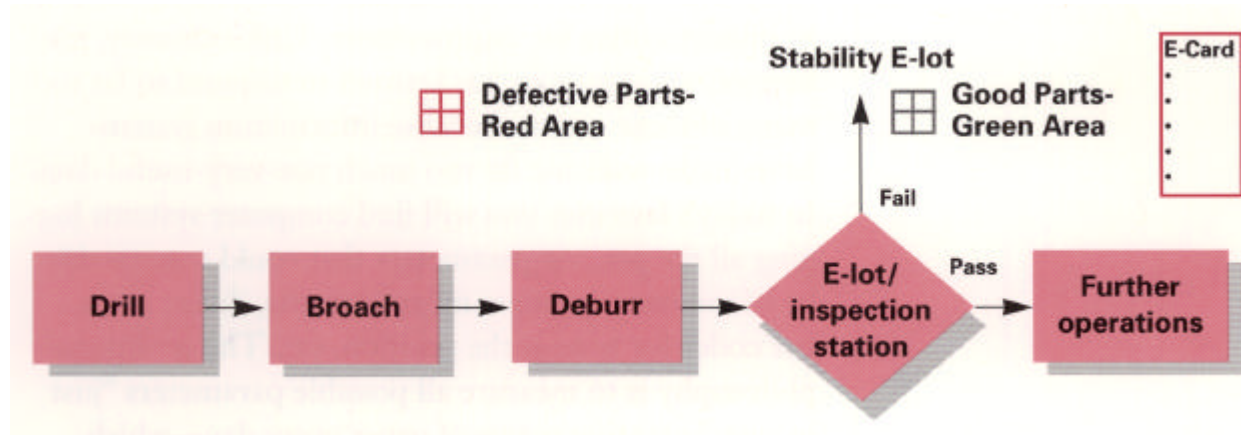 Stability E-lot
E-Card
•
•
•
•
•
Defective Parts-
Red Area
Good Parts-
Green Area
Fail
Drill
Broach
Deburr
E-lot/
inspection
station
Pass
Further
operations